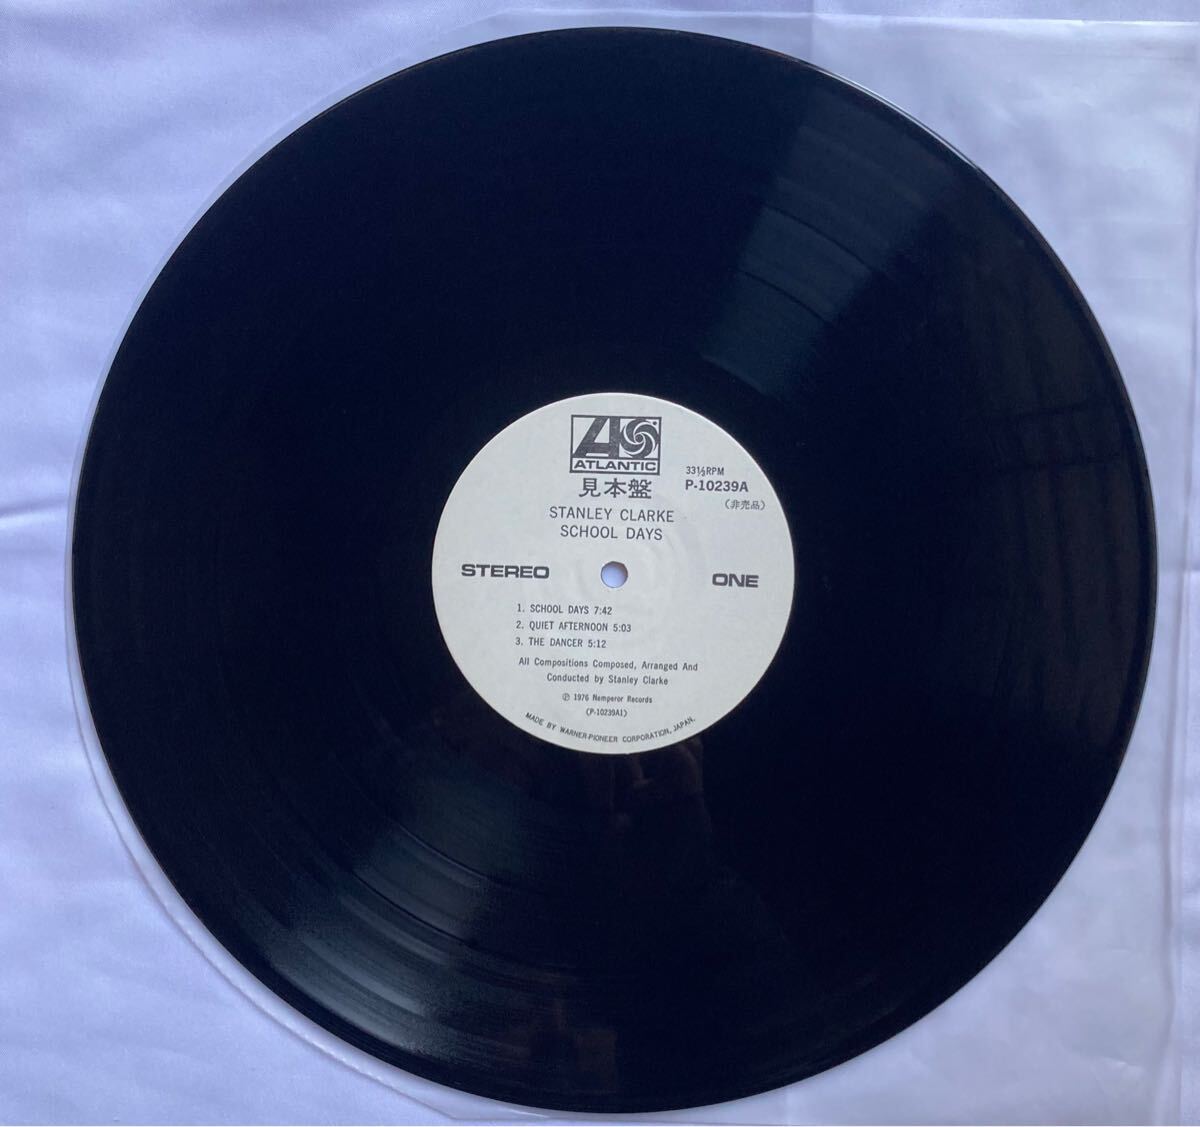 ATLANTIC
見本盤
33⅓RPM
P-10239A
(非売品)
STANLEY CLARKE
SCHOOL DAYS
STEREO
ONE
1. SCHOOL DAYS 7:42
2. QUIET AFTERNOON 5:03
3. THE DANCER 5:12
All Compositions Composed, Arranged And
Conducted by Stanley Clarke
℗ 1976 Nemperor Records
(P-10239A1)
MADE BY WARNER-PIONEER CORPORATION, JAPAN.